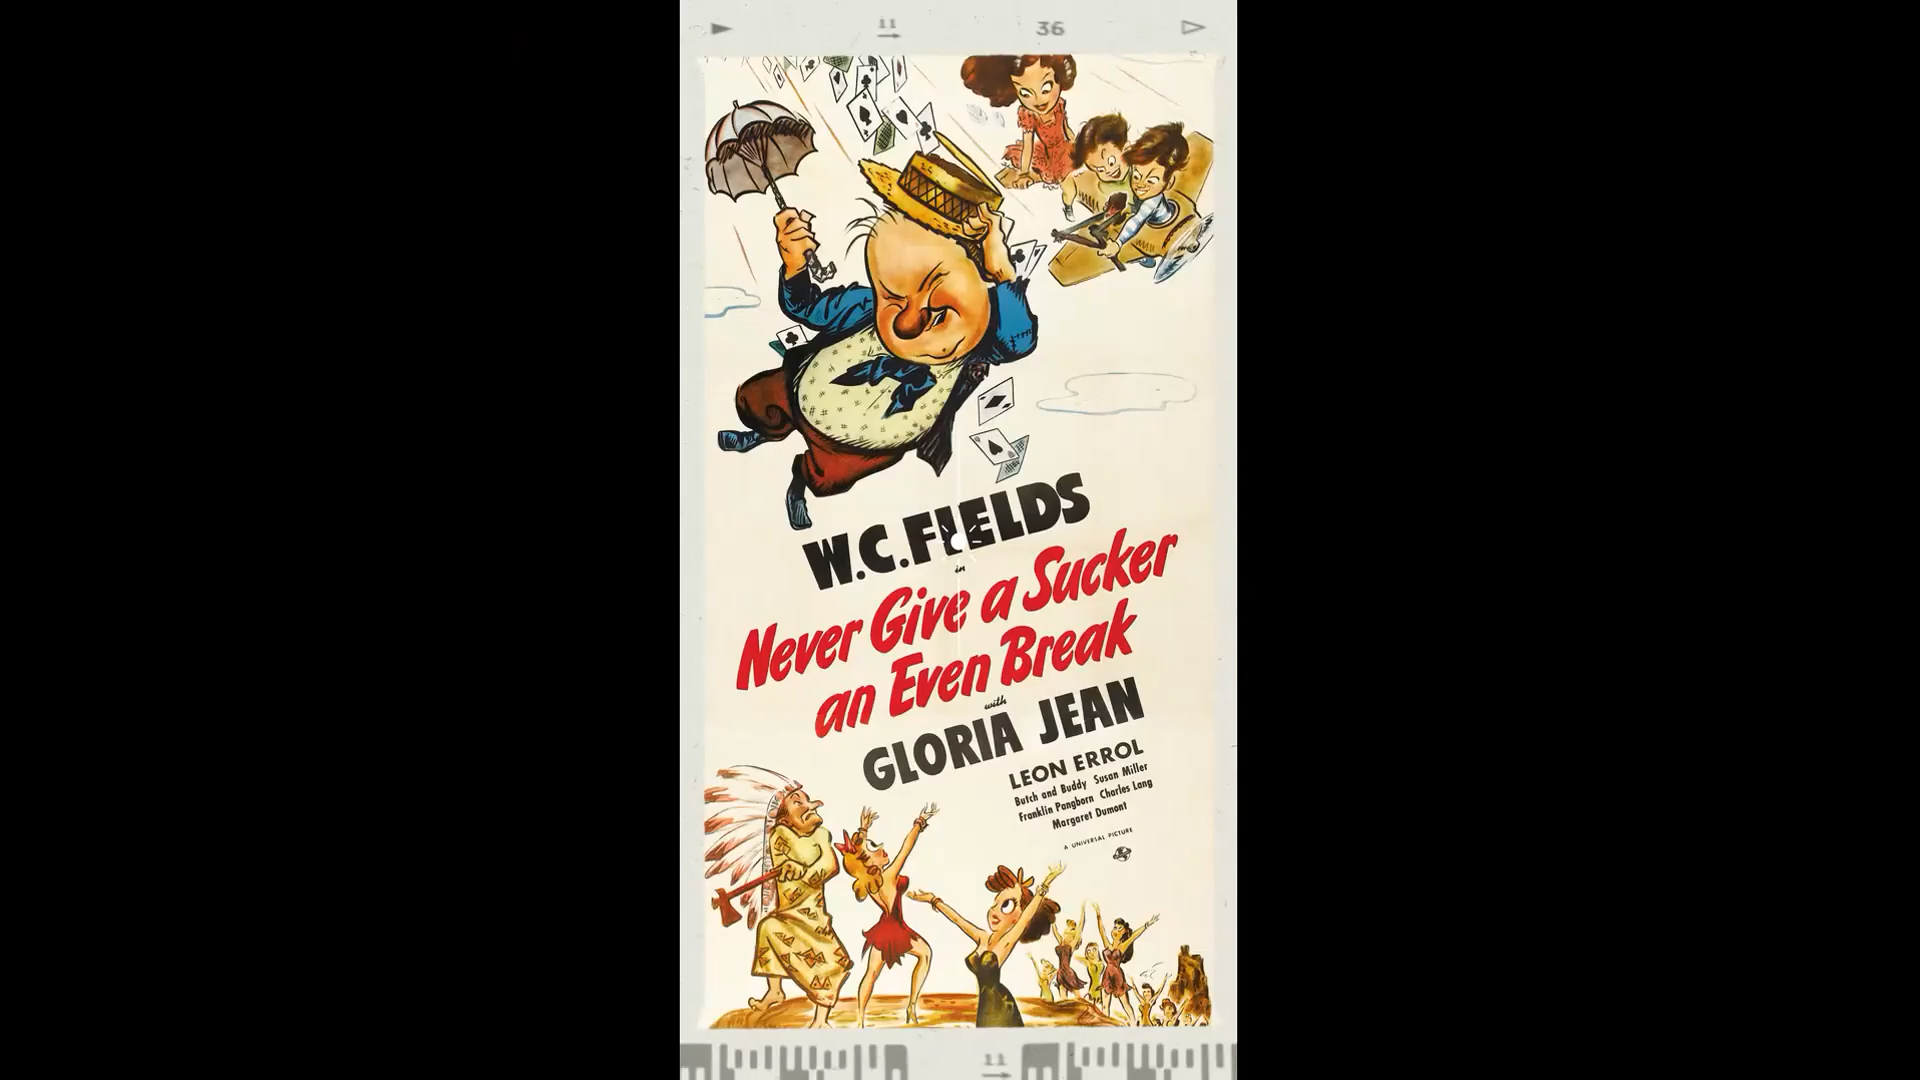 11
36
W.C.FIELDS
in
Never Give a Sucker
an Even Break
with
GLORIA JEAN
LEON ERROL
Butch and Buddy Susan Miller
Franklin Pangborn Charles Lang
Margaret Dumont
A UNIVERSAL PICTURE
11